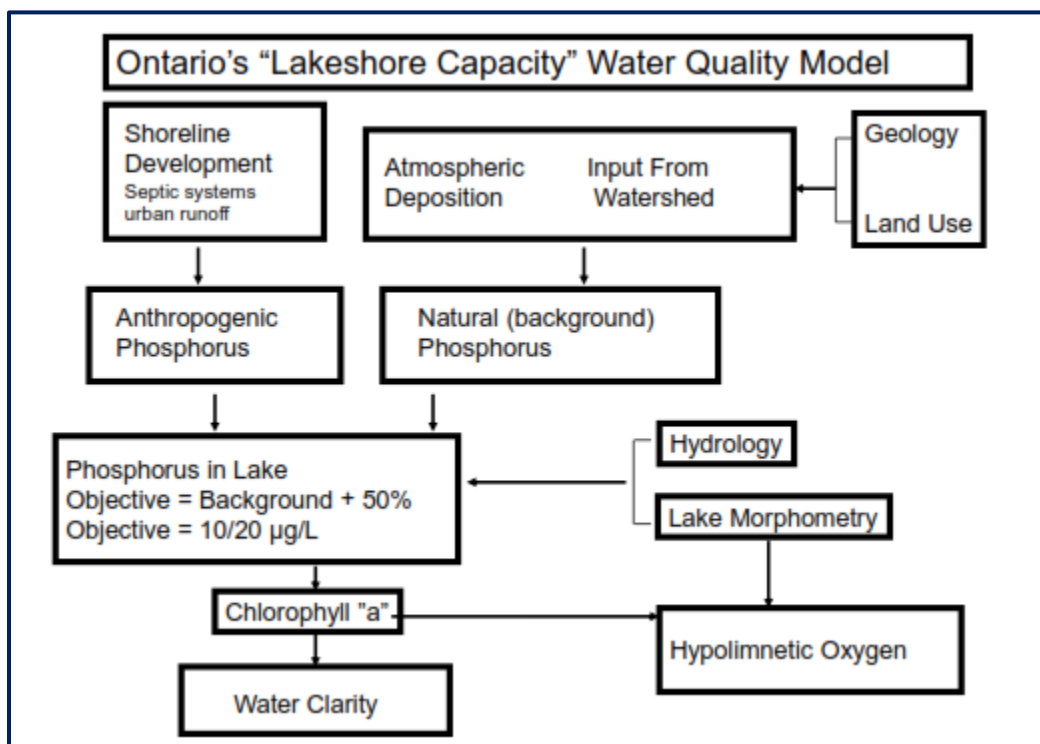 Ontario's “Lakeshore Capacity” Water Quality Model
Shoreline
Development
Septic systems
urban runoff
Atmospheric
Deposition
Input From
Watershed
Geology
Land Use
Anthropogenic
Phosphorus
Natural (background)
Phosphorus
Phosphorus in Lake
Objective = Background + 50%
Objective = 10/20 µg/L
Hydrology
Lake Morphometry
Chlorophyll ”a”
Hypolimnetic Oxygen
Water Clarity